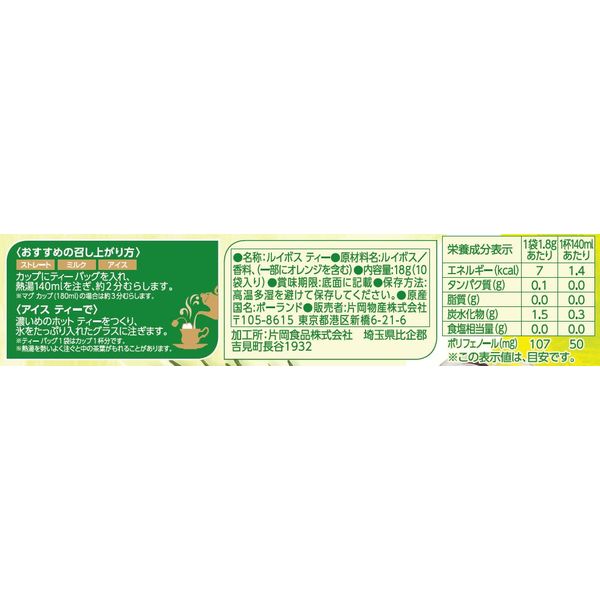 〈おすすめの召し上がり方〉
ストレート ミルク アイス
カップにティーバッグを入れ、
熱湯140mlを注ぎ、約2分むらします。
※マグ カップ(180ml)の場合は約3分むらします。
〈アイス ティーで〉
濃いめのホット ティーをつくり、
氷をたっぷり入れたグラスに注ぎます。
※ティー バッグ1袋はカップ1杯分です。
※熱湯を勢いよく注ぐと中の茶葉がもれることがあります。
●名称:ルイボス ティー●原材料名:ルイボス/
香料、(一部にオレンジを含む)●内容量:18g(10
袋入り)●賞味期限:底面に記載●保存方法:
高温多湿を避けて保存してください。●原産
国名:ポーランド●販売者:片岡物産株式会社
〒105-8615 東京都港区新橋6-21-6
加工所:片岡食品株式会社 埼玉県比企郡
吉見町長谷1932
栄養成分表示 1袋1.8gあたり 1杯140mlあたり
エネルギー(kcal) 7 1.4
タンパク質(g) 0.1 0.0
脂質(g) 0.0 0.0
炭水化物(g) 1.5 0.3
食塩相当量(g) 0.0 0.0
ポリフェノール(mg) 107 50
※この表示値は、目安です。